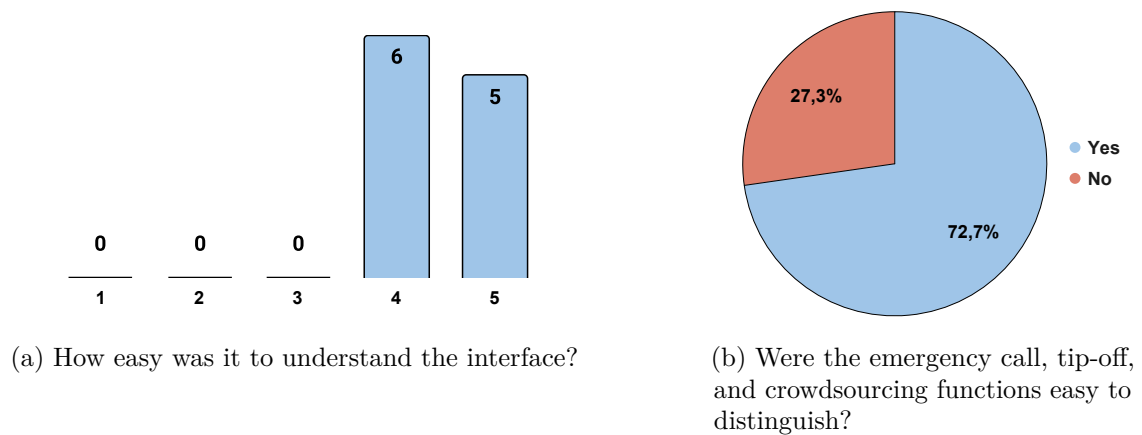 0
0
0
6
5
1
2
3
4
5
(a) How easy was it to understand the interface?
27,3%
72,7%
Yes
No
(b) Were the emergency call, tip-off,
and crowdsourcing functions easy to
distinguish?